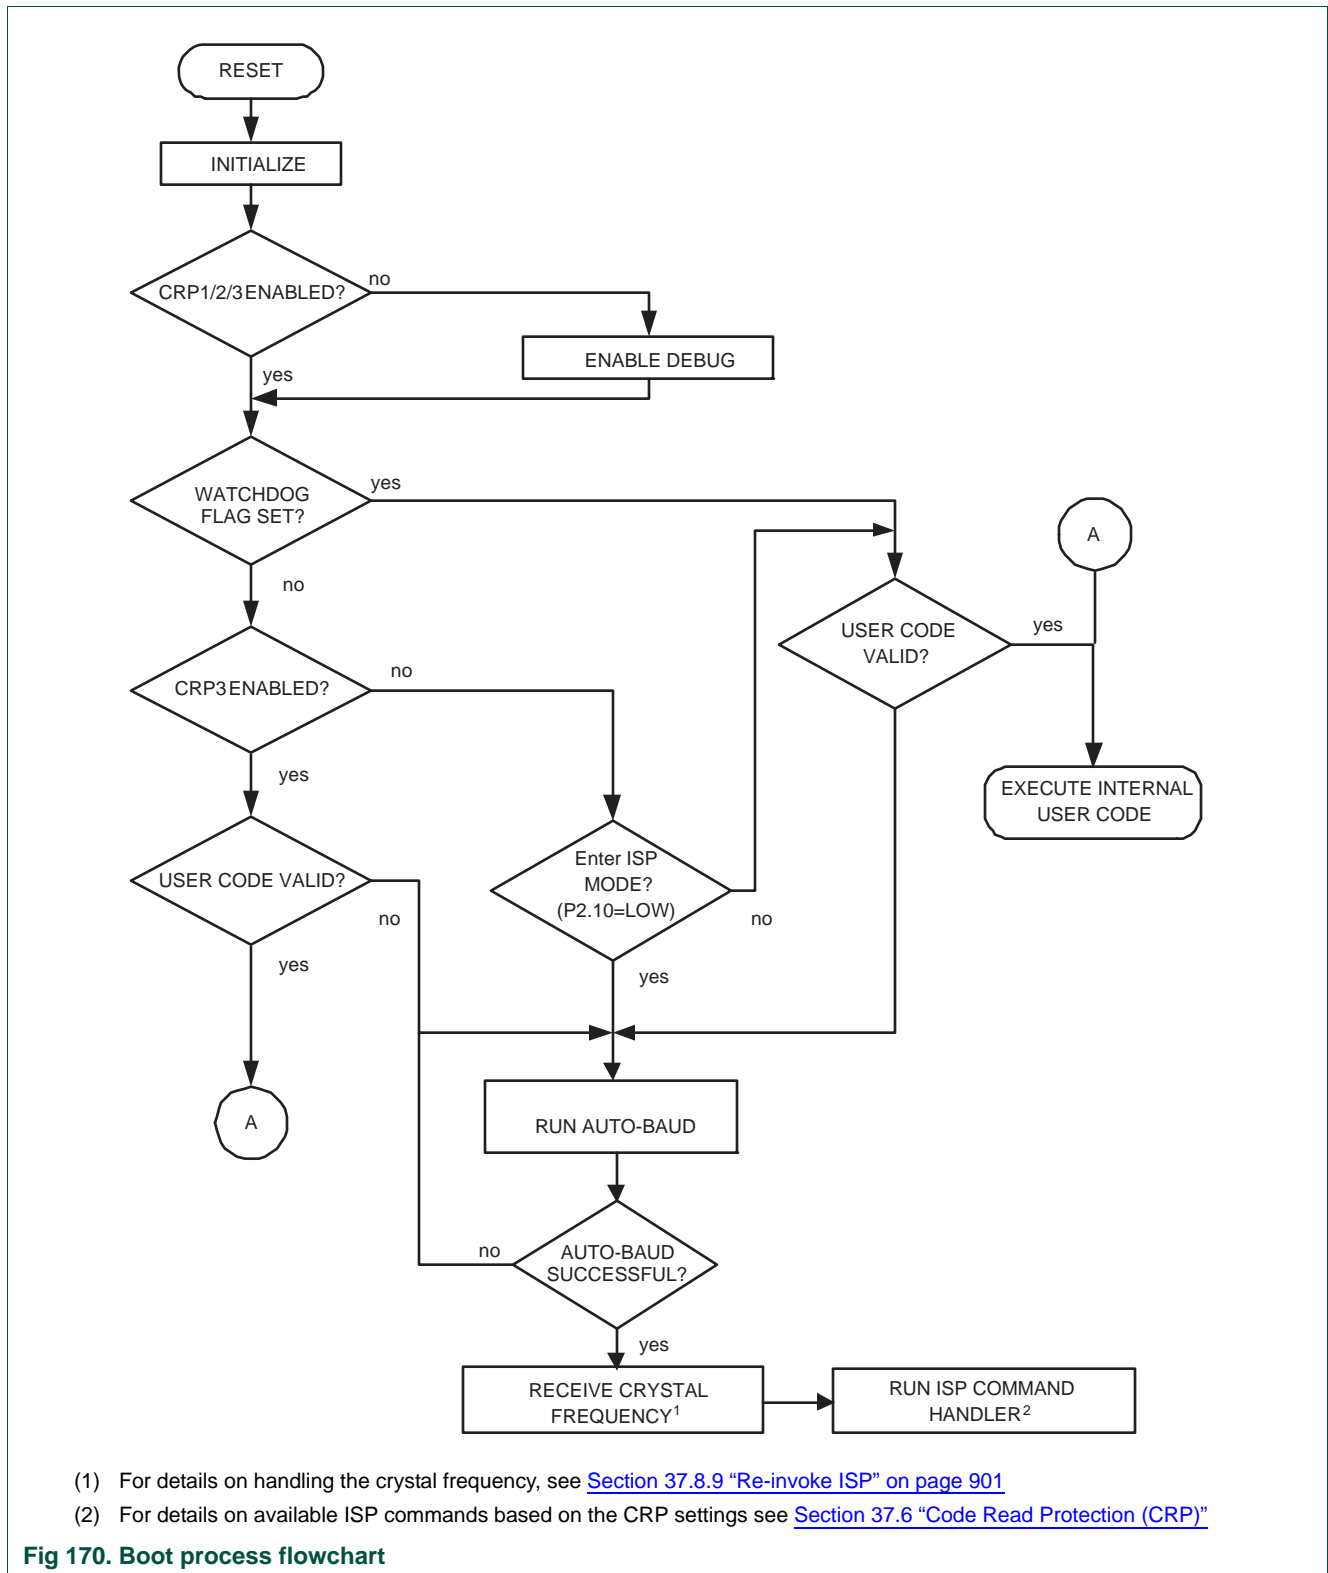 RESET
INITIALIZE
CRP1/2/3 ENABLED?
no
ENABLE DEBUG
yes
WATCHDOG
FLAG SET?
yes
no
A
USER CODE
VALID?
yes
CRP3 ENABLED?
no
yes
EXECUTE INTERNAL
USER CODE
USER CODE VALID?
no
yes
Enter ISP
MODE?
(P2.10=LOW)
no
yes
A
RUN AUTO-BAUD
AUTO-BAUD
SUCCESSFUL?
no
yes
RECEIVE CRYSTAL
FREQUENCY1
RUN ISP COMMAND
HANDLER2
(1) For details on handling the crystal frequency, see Section 37.8.9 “Re-invoke ISP” on page 901
(2) For details on available ISP commands based on the CRP settings see Section 37.6 “Code Read Protection (CRP)”
Fig 170. Boot process flowchart